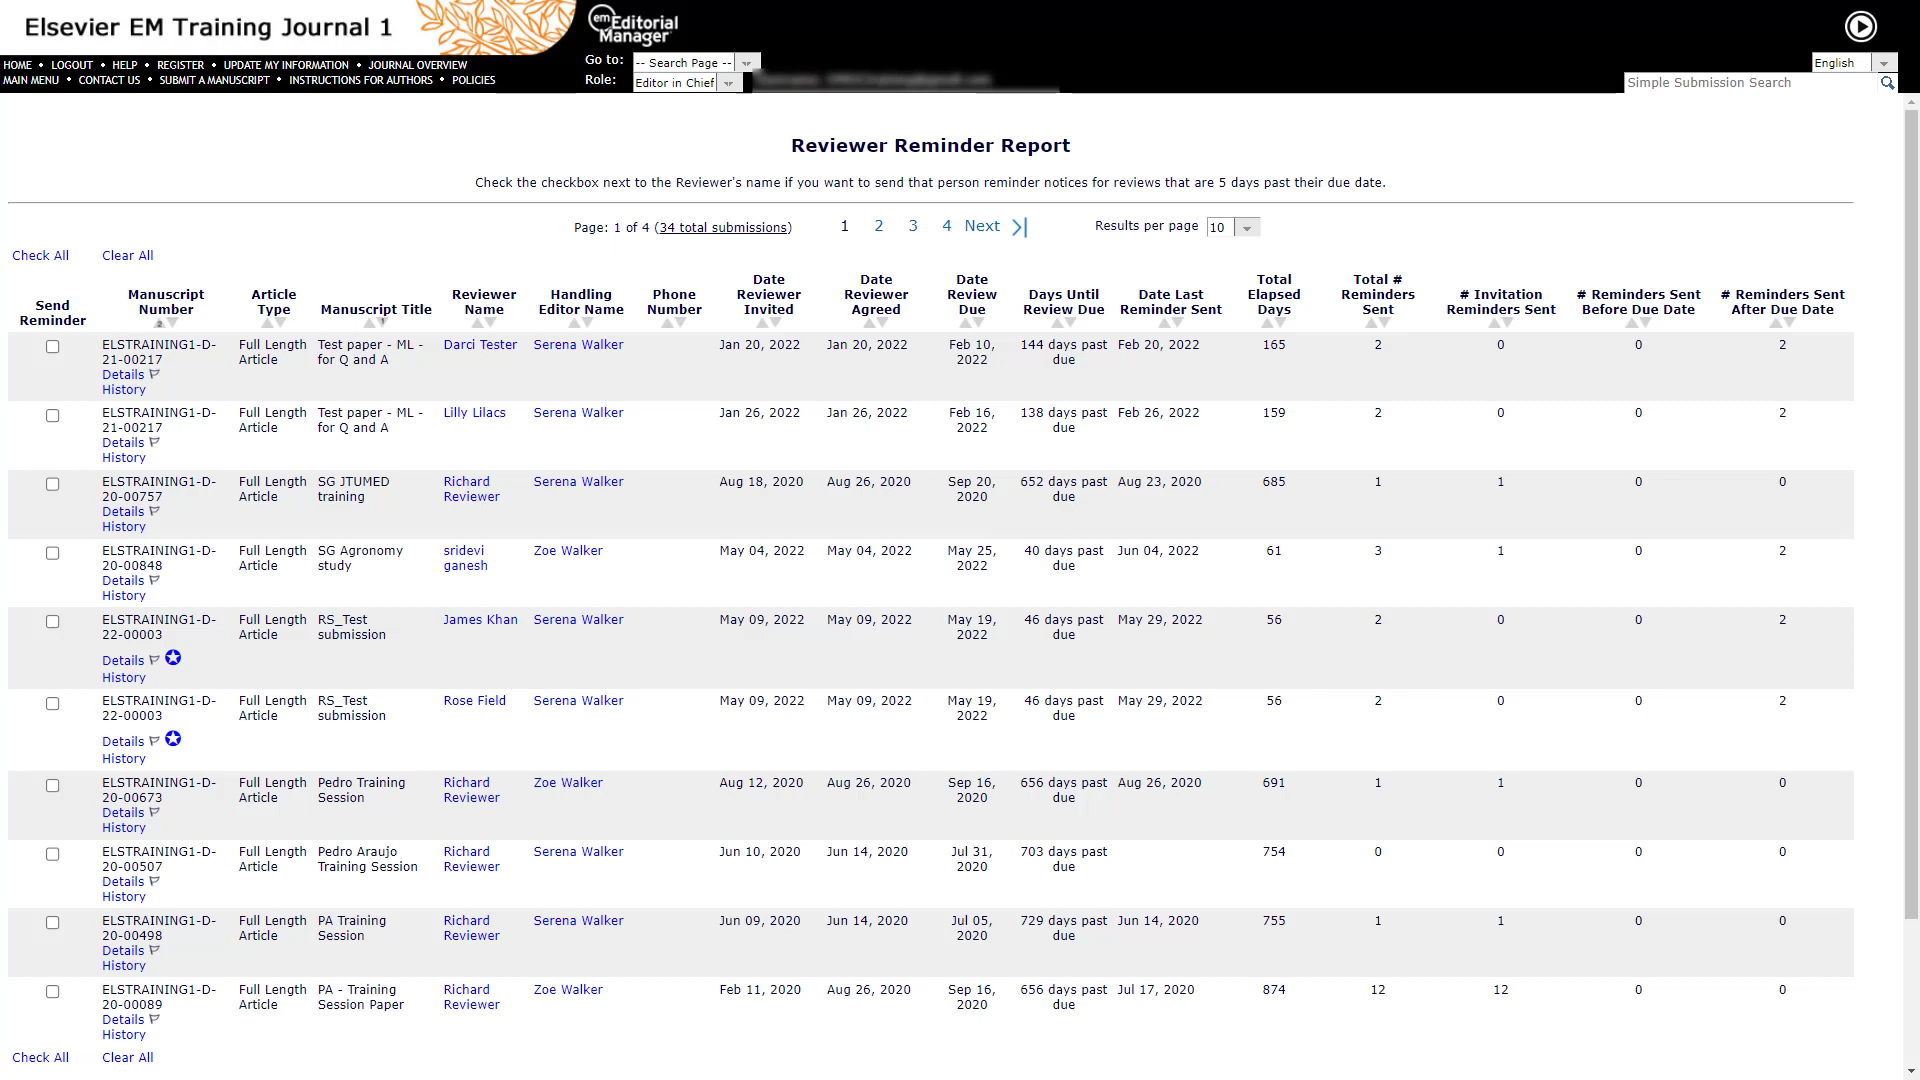 Elsevier EM Training Journal 1
em Editorial Manager
HOME • LOGOUT • HELP • REGISTER • UPDATE MY INFORMATION • JOURNAL OVERVIEW
MAIN MENU • CONTACT US • SUBMIT A MANUSCRIPT • INSTRUCTIONS FOR AUTHORS • POLICIES
Go to: -- Search Page --
Role: Editor in Chief
English
Simple Submission Search
Reviewer Reminder Report
Check the checkbox next to the Reviewer's name if you want to send that person reminder notices for reviews that are 5 days past their due date.
Page: 1 of 4 (34 total submissions) 1 2 3 4 Next Results per page 10
Check All Clear All
Send Reminder Manuscript Number Article Type Manuscript Title Reviewer Name Handling Editor Name Phone Number Date Reviewer Invited Date Reviewer Agreed Date Review Due Days Until Review Due Date Last Reminder Sent Total Elapsed Days Total # Reminders Sent # Invitation Reminders Sent # Reminders Sent Before Due Date # Reminders Sent After Due Date
2 1
ELSTRAINING1-D- Full Length Test paper - ML - Darci Tester Serena Walker Jan 20, 2022 Jan 20, 2022 Feb 10, 144 days past Feb 20, 2022 165 2 0 0 2
21-00217 Article for Q and A 2022 due
Details
History
ELSTRAINING1-D- Full Length Test paper - ML - Lilly Lilacs Serena Walker Jan 26, 2022 Jan 26, 2022 Feb 16, 138 days past Feb 26, 2022 159 2 0 0 2
21-00217 Article for Q and A 2022 due
Details
History
ELSTRAINING1-D- Full Length SG JTUMED Richard Serena Walker Aug 18, 2020 Aug 26, 2020 Sep 20, 652 days past Aug 23, 2020 685 1 1 0 0
20-00757 Article training Reviewer 2020 due
Details
History
ELSTRAINING1-D- Full Length SG Agronomy sridevi Zoe Walker May 04, 2022 May 04, 2022 May 25, 40 days past Jun 04, 2022 61 3 1 0 2
20-00848 Article study ganesh 2022 due
Details
History
ELSTRAINING1-D- Full Length RS_Test James Khan Serena Walker May 09, 2022 May 09, 2022 May 19, 46 days past May 29, 2022 56 2 0 0 2
22-00003 Article submission 2022 due
Details
History
ELSTRAINING1-D- Full Length RS_Test Rose Field Serena Walker May 09, 2022 May 09, 2022 May 19, 46 days past May 29, 2022 56 2 0 0 2
22-00003 Article submission 2022 due
Details
History
ELSTRAINING1-D- Full Length Pedro Training Richard Zoe Walker Aug 12, 2020 Aug 26, 2020 Sep 16, 656 days past Aug 26, 2020 691 1 1 0 0
20-00673 Article Session Reviewer 2020 due
Details
History
ELSTRAINING1-D- Full Length Pedro Araujo Richard Serena Walker Jun 10, 2020 Jun 14, 2020 Jul 31, 703 days past 754 0 0 0 0
20-00507 Article Training Session Reviewer 2020 due
Details
History
ELSTRAINING1-D- Full Length PA Training Richard Serena Walker Jun 09, 2020 Jun 14, 2020 Jul 05, 729 days past Jun 14, 2020 755 1 1 0 0
20-00498 Article Session Reviewer 2020 due
Details
History
ELSTRAINING1-D- Full Length PA - Training Richard Zoe Walker Feb 11, 2020 Aug 26, 2020 Sep 16, 656 days past Jul 17, 2020 874 12 12 0 0
20-00089 Article Session Paper Reviewer 2020 due
Details
History
Check All Clear All